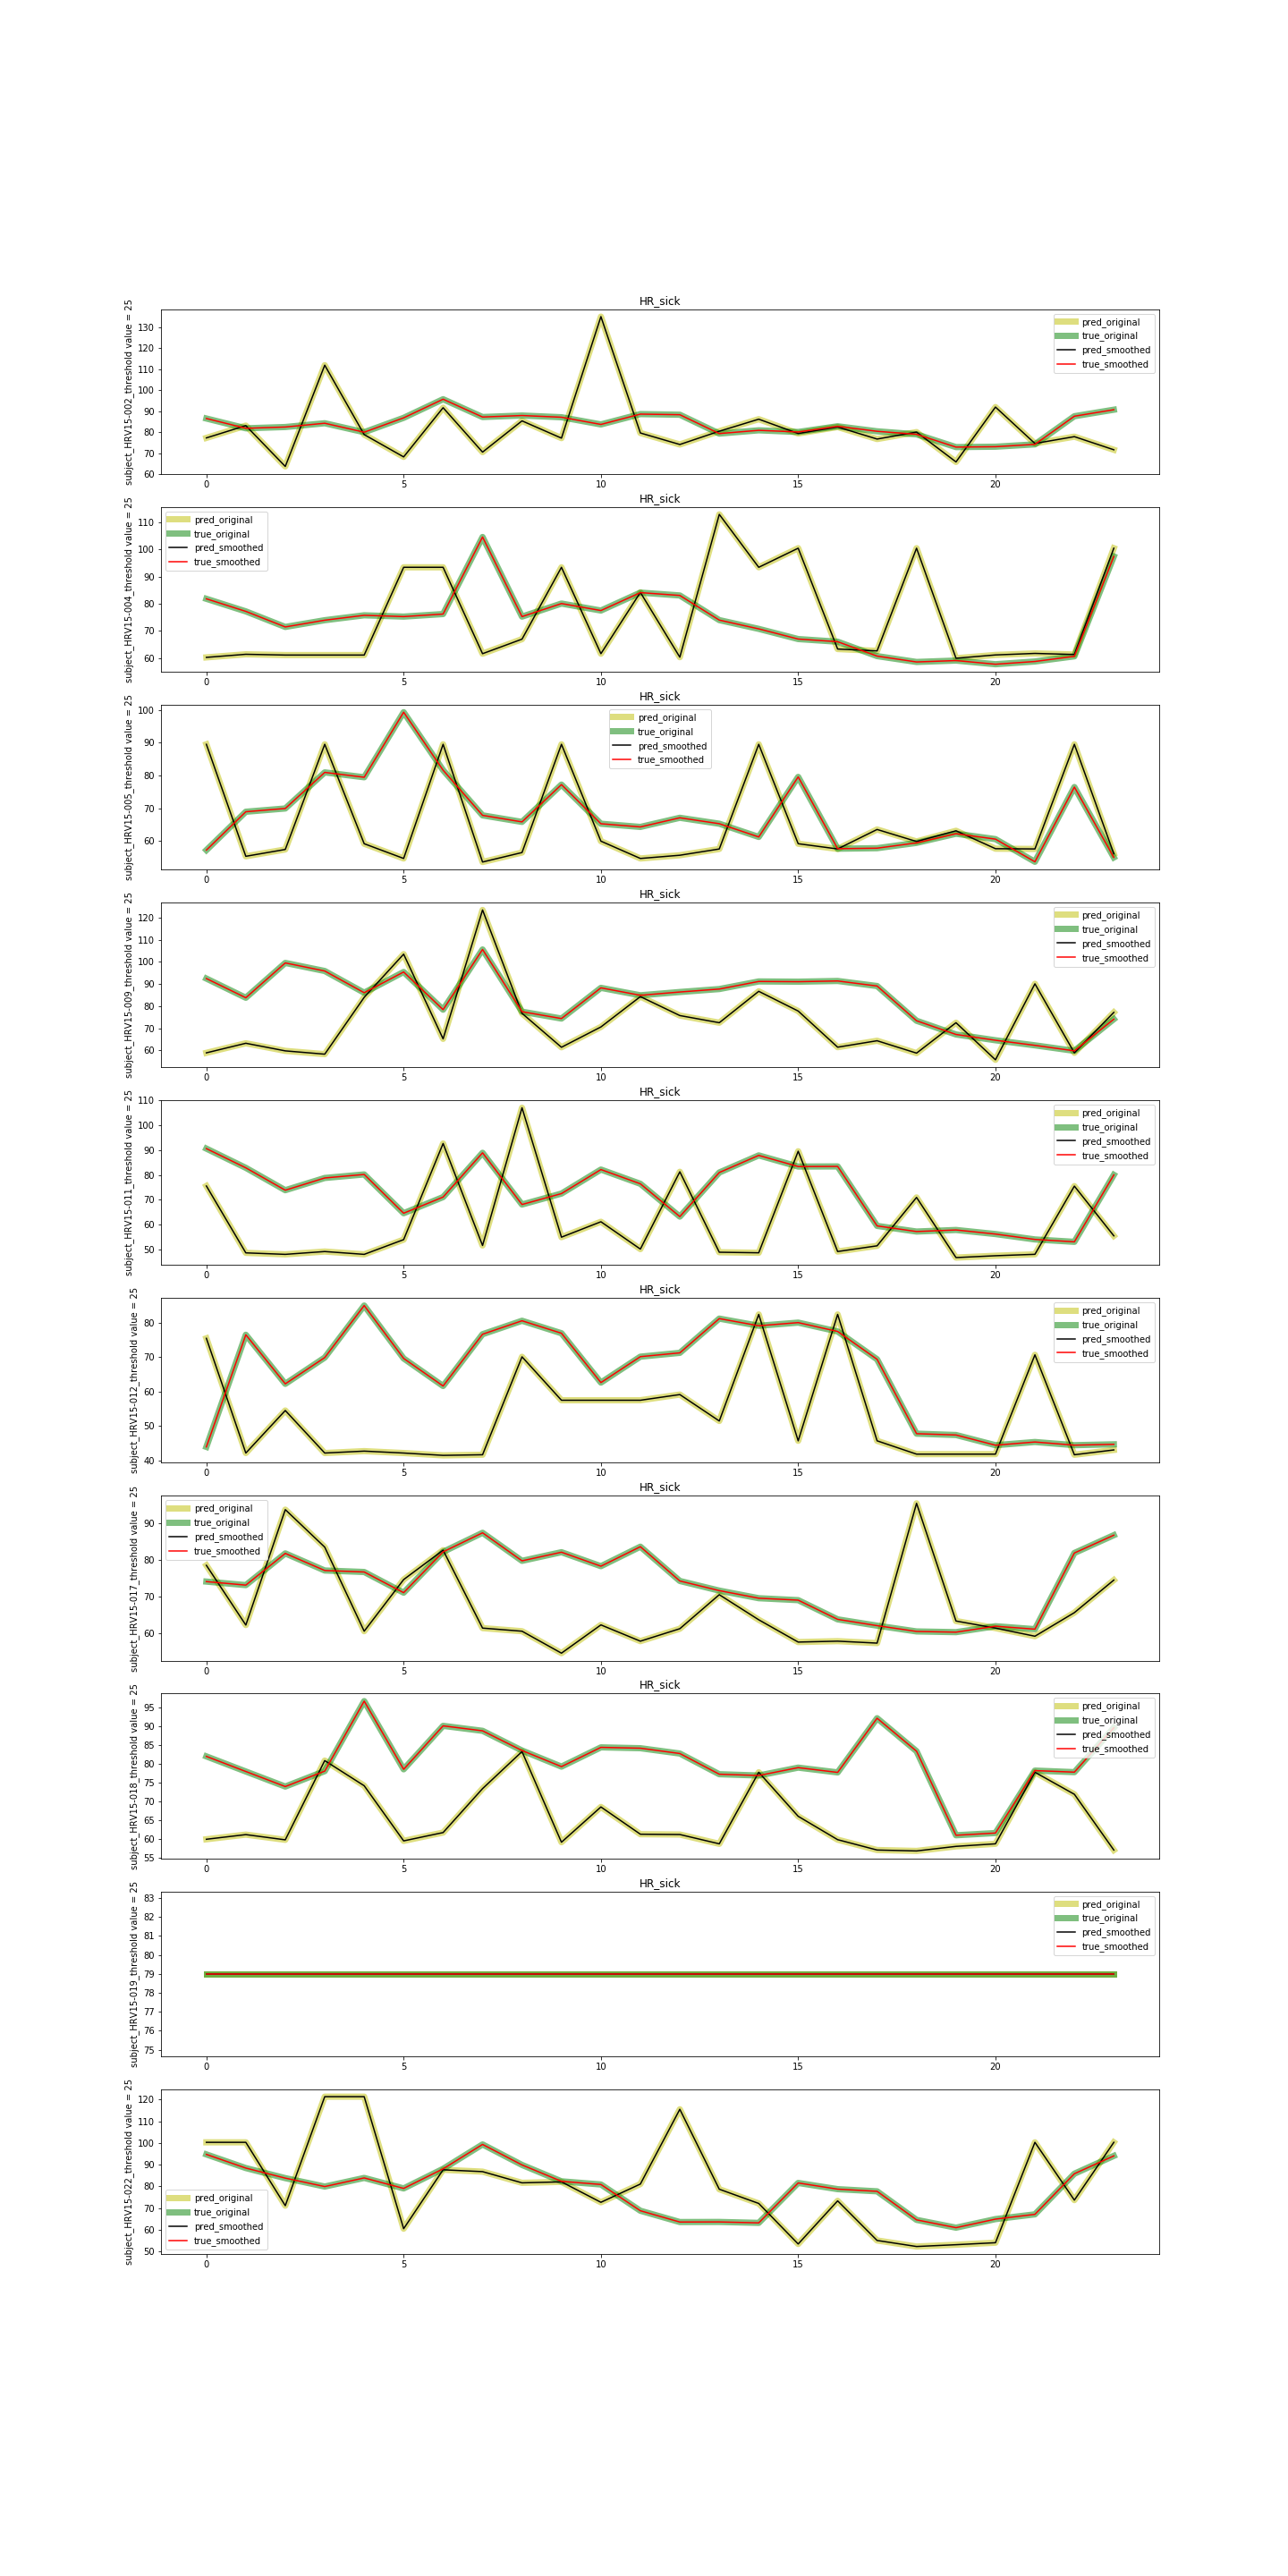 HR_sick
subject_HRV15-002_threshold value = 25
130
120
110
100
90
80
70
60
pred_original
true_original
pred_smoothed
true_smoothed
0 5 10 15 20
HR_sick
subject_HRV15-004_threshold value = 25
110
100
90
80
70
60
pred_original
true_original
pred_smoothed
true_smoothed
0 5 10 15 20
HR_sick
subject_HRV15-005_threshold value = 25
100
90
80
70
60
pred_original
true_original
pred_smoothed
true_smoothed
0 5 10 15 20
HR_sick
subject_HRV15-009_threshold value = 25
120
110
100
90
80
70
60
pred_original
true_original
pred_smoothed
true_smoothed
0 5 10 15 20
HR_sick
subject_HRV15-011_threshold value = 25
110
100
90
80
70
60
50
pred_original
true_original
pred_smoothed
true_smoothed
0 5 10 15 20
HR_sick
subject_HRV15-012_threshold value = 25
80
70
60
50
40
pred_original
true_original
pred_smoothed
true_smoothed
0 5 10 15 20
HR_sick
subject_HRV15-017_threshold value = 25
90
80
70
60
pred_original
true_original
pred_smoothed
true_smoothed
0 5 10 15 20
HR_sick
subject_HRV15-018_threshold value = 25
95
90
85
80
75
70
65
60
55
pred_original
true_original
pred_smoothed
true_smoothed
0 5 10 15 20
HR_sick
subject_HRV15-019_threshold value = 25
83
82
81
80
79
78
77
76
75
pred_original
true_original
pred_smoothed
true_smoothed
0 5 10 15 20
subject_HRV15-022_threshold value = 25
120
110
100
90
80
70
60
50
pred_original
true_original
pred_smoothed
true_smoothed
0 5 10 15 20